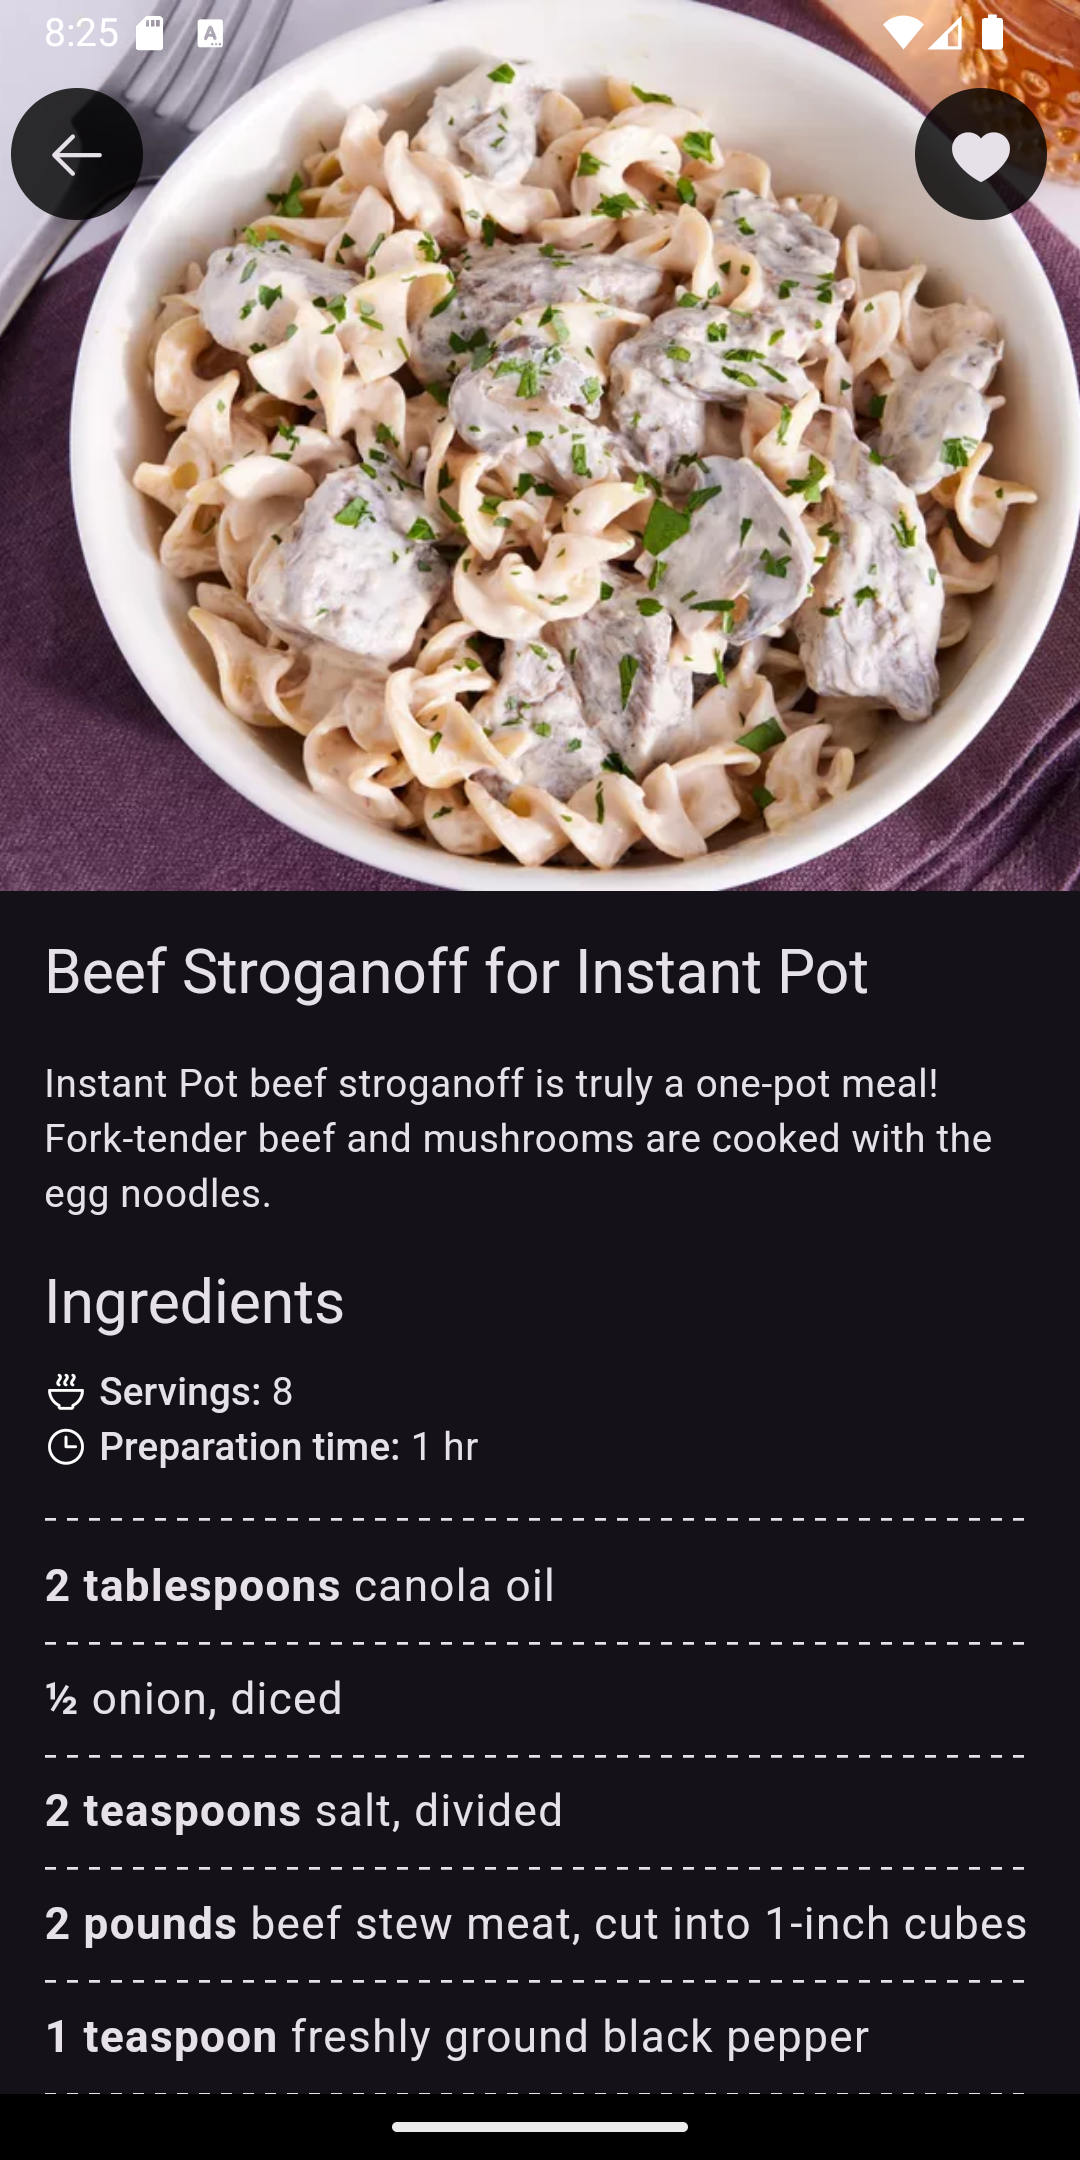 8:25
Beef Stroganoff for Instant Pot
Instant Pot beef stroganoff is truly a one-pot meal!
Fork-tender beef and mushrooms are cooked with the
egg noodles.
Ingredients
Servings: 8
Preparation time: 1 hr
2 tablespoons canola oil
½ onion, diced
2 teaspoons salt, divided
2 pounds beef stew meat, cut into 1-inch cubes
1 teaspoon freshly ground black pepper